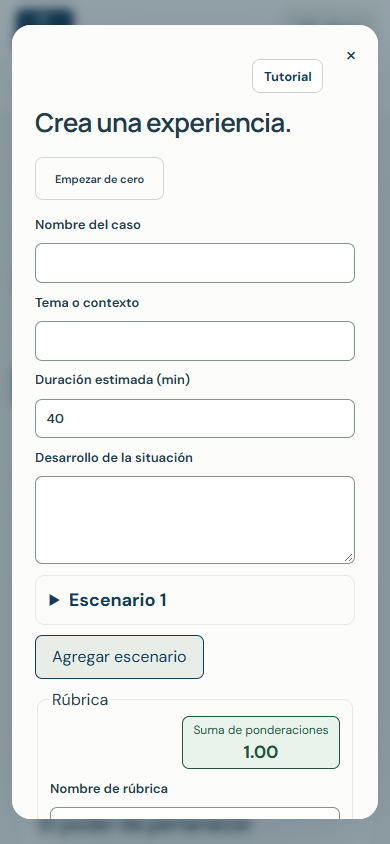 ×
Tutorial
Crea una experiencia.
Empezar de cero
Nombre del caso
Tema o contexto
Duración estimada (min)
40
Desarrollo de la situación
▶ Escenario 1
Agregar escenario
Rúbrica
Suma de ponderaciones
1.00
Nombre de rúbrica